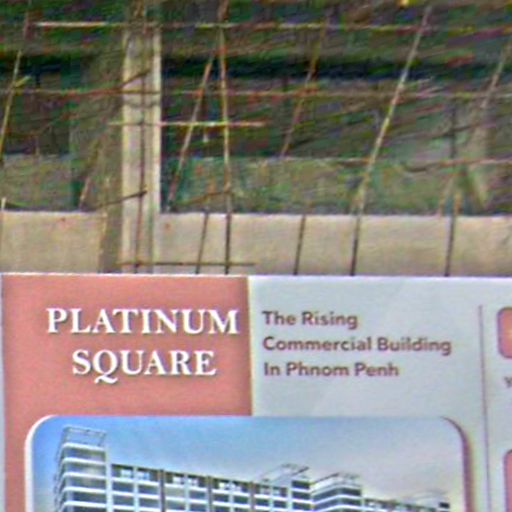 PLATINUM
SQUARE
The Rising
Commercial Building
In Phnom Penh